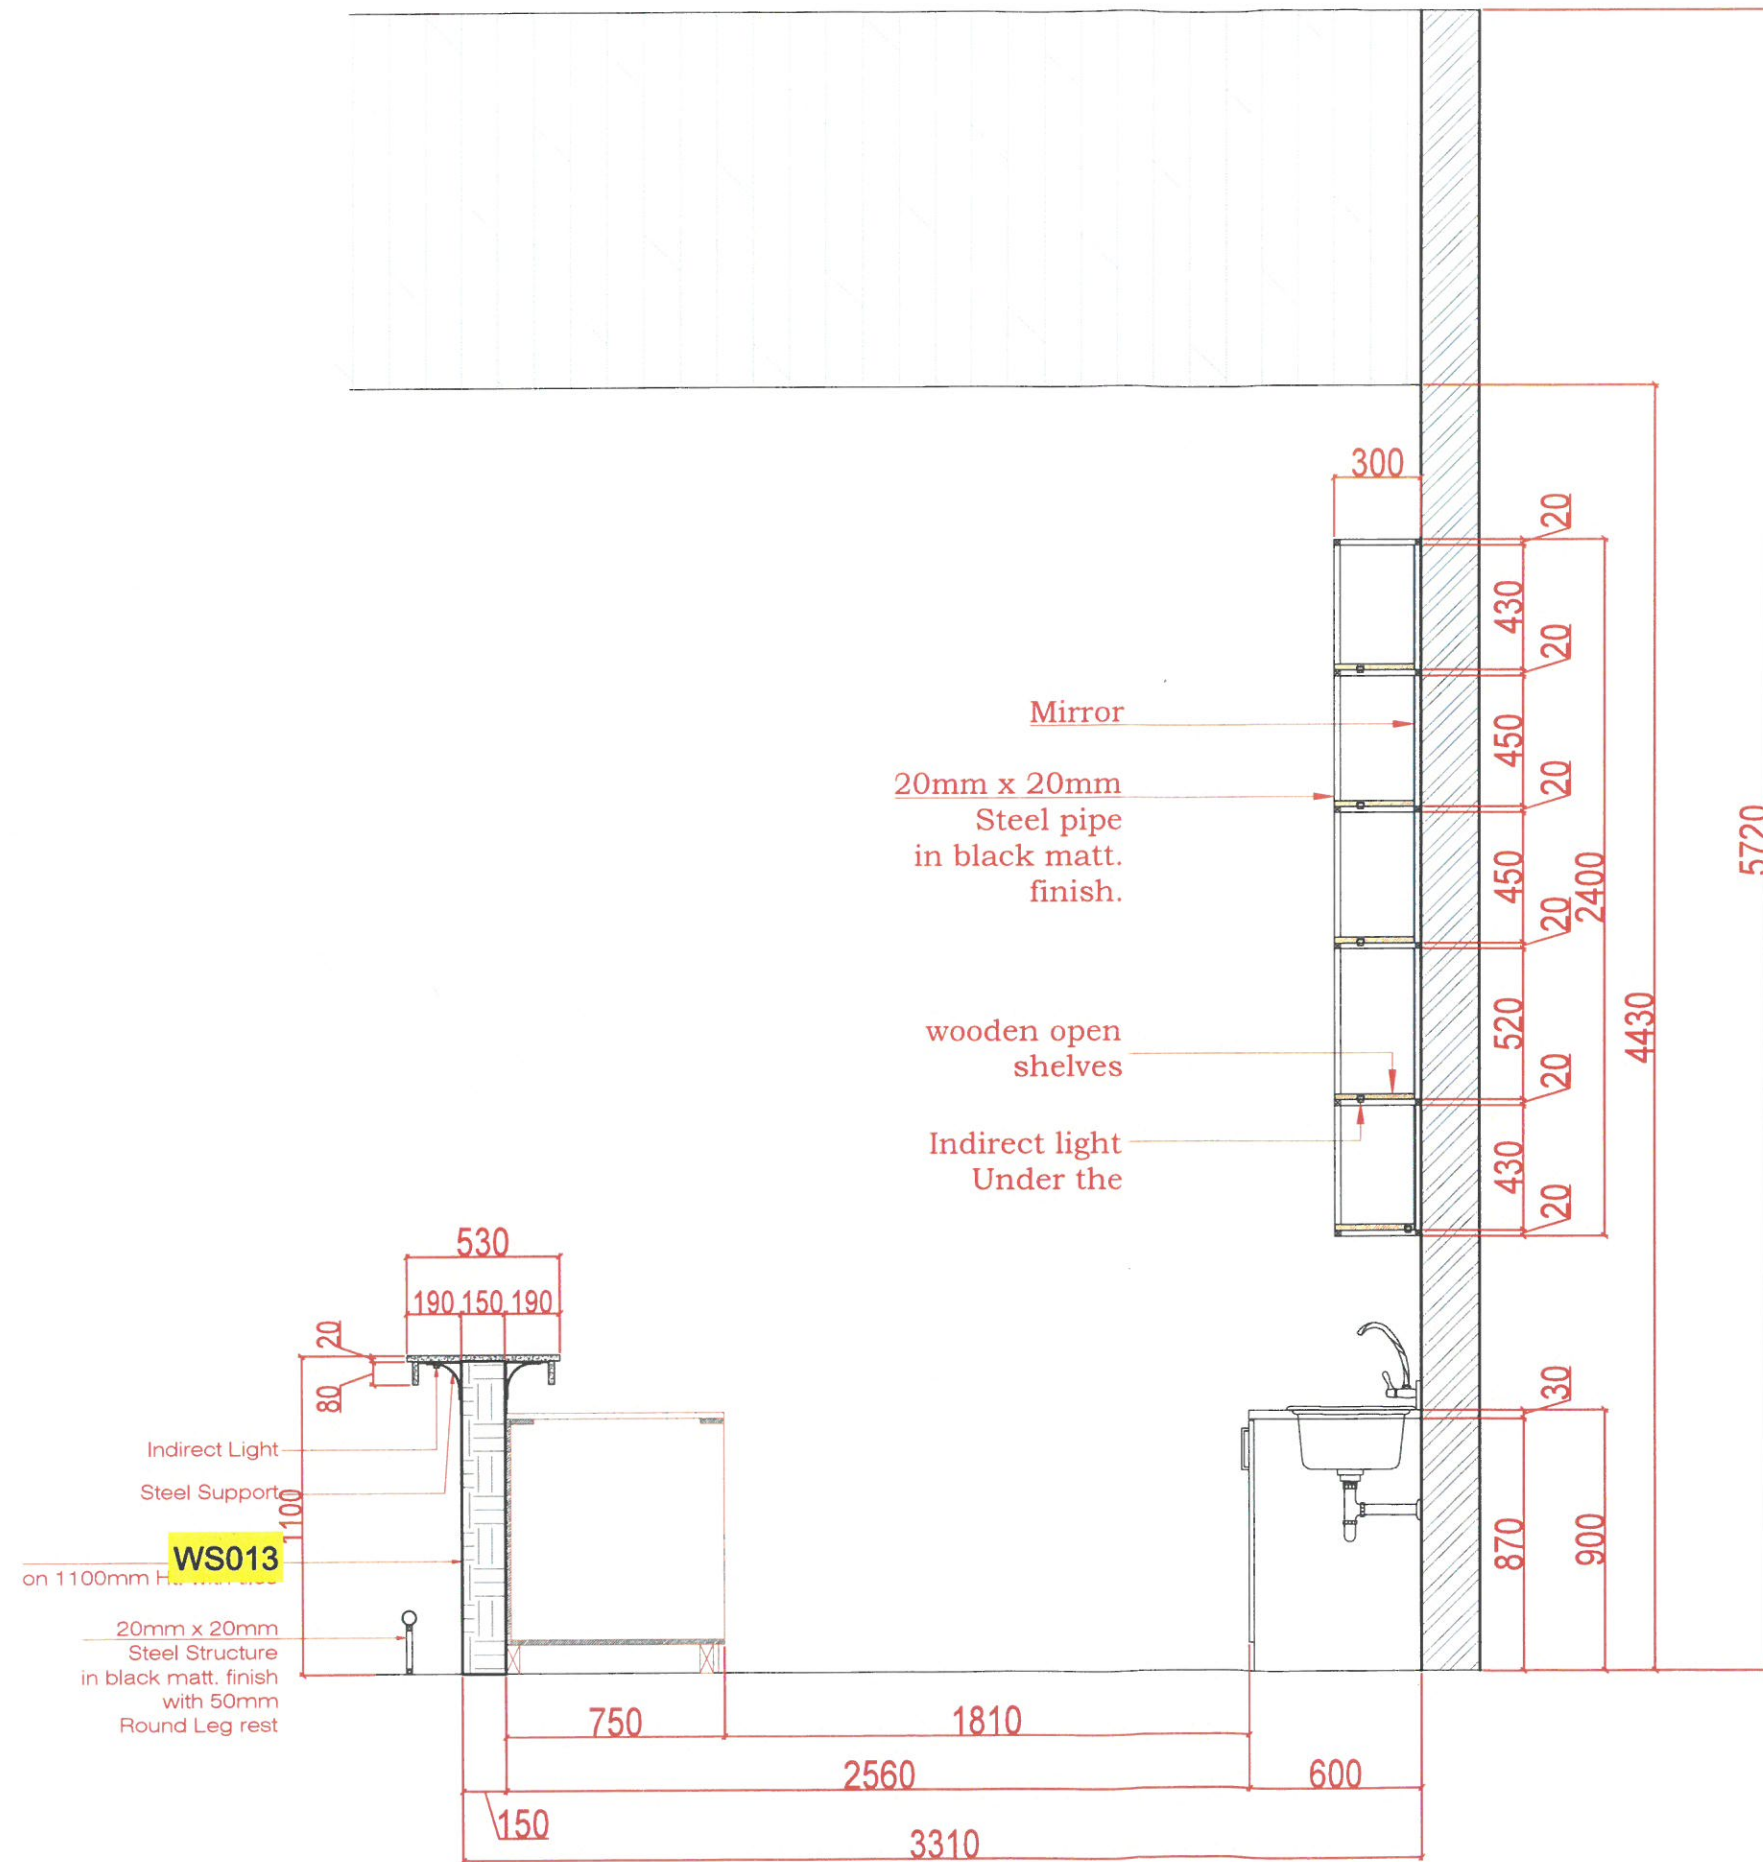 300
20
430
20
450
20
450
20
520
20
430
20
2400
4430
5720
Mirror
20mm x 20mm
Steel pipe
in black matt.
finish.
wooden open
shelves
Indirect light
Under the
530
190 150 190
20
80
1100
Indirect Light
Steel Support
WS013
on 1100mm
20mm x 20mm
Steel Structure
in black matt. finish
with 50mm
Round Leg rest
30
870
900
750
1810
2560
600
150
3310